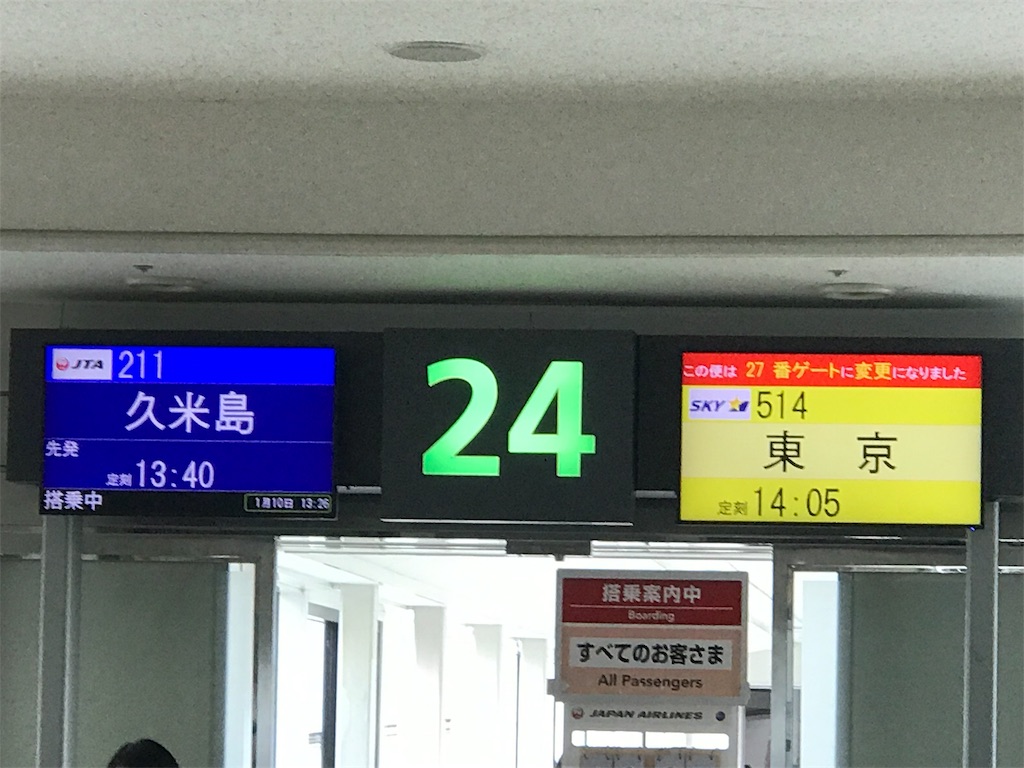 JTA 211
久米島
先発
定刻 13:40
搭乗中 1月10日 13:26
24
この便は 27 番ゲートに変更になりました
SKY 514
東京
定刻 14:05
搭乗案内中
Boarding
すべてのお客さま
All Passengers
JAPAN AIRLINES